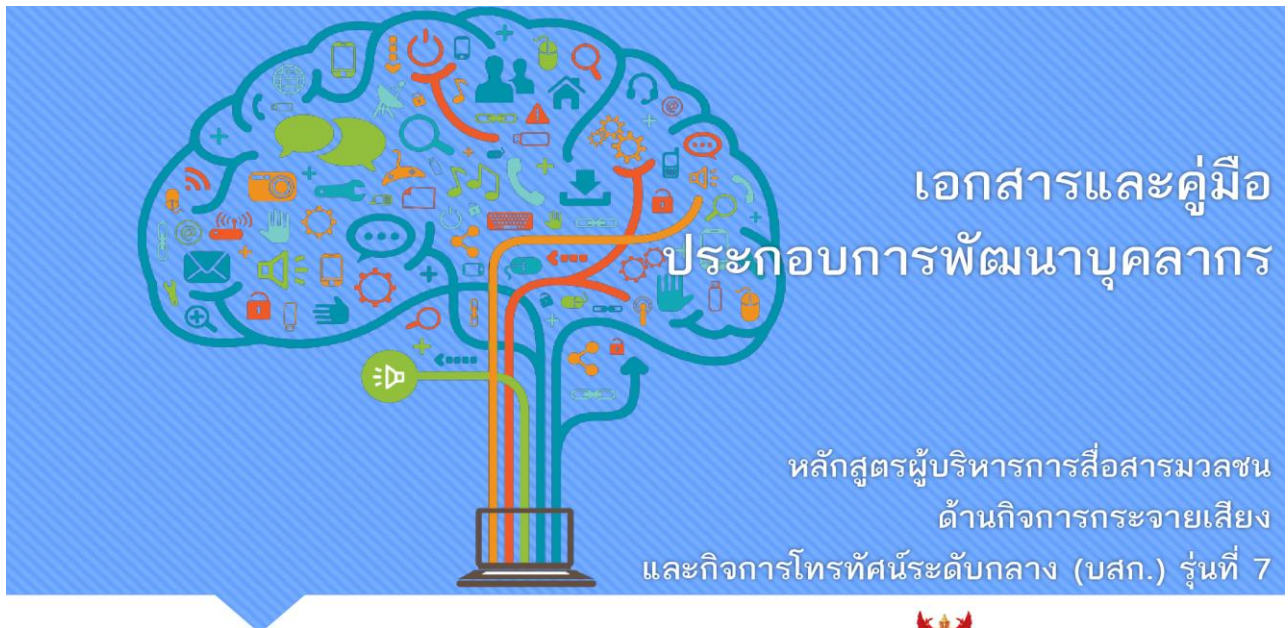 เอกสารและคู่มือ
ประกอบการพัฒนาบุคลากร
หลักสูตรผู้บริหารการสื่อสารมวลชน
ด้านกิจการกระจายเสียง
และกิจการโทรทัศน์ระดับกลาง (บสก.) รุ่นที่ 7